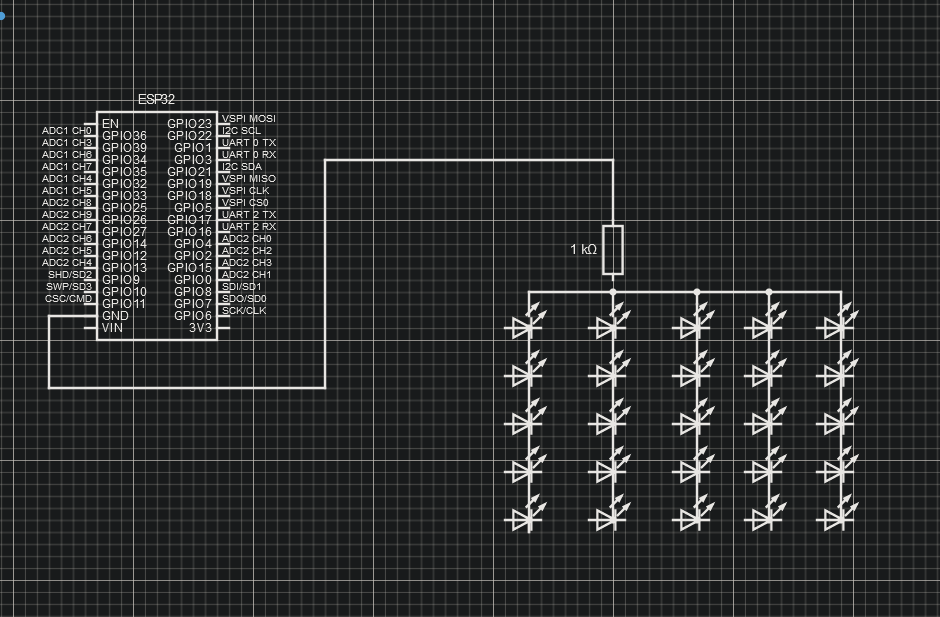 ESP32
EN
ADC1 CH0 GPIO36
ADC1 CH3 GPIO39
ADC1 CH6 GPIO34
ADC1 CH7 GPIO35
ADC1 CH4 GPIO32
ADC1 CH5 GPIO33
ADC2 CH8 GPIO25
ADC2 CH9 GPIO26
ADC2 CH7 GPIO27
ADC2 CH6 GPIO14
ADC2 CH5 GPIO12
ADC2 CH4 GPIO13
SHD/SD2 GPIO9
SWP/SD3 GPIO10
CSC/CMD GPIO11
GND
VIN
GPIO23 VSPI MOSI
GPIO22 I2C SCL
GPIO1 UART 0 TX
GPIO3 UART 0 RX
GPIO21 I2C SDA
GPIO19 VSPI MISO
GPIO18 VSPI CLK
GPIO5 VSPI CS0
GPIO17 UART 2 TX
GPIO16 UART 2 RX
GPIO4 ADC2 CH0
GPIO2 ADC2 CH2
GPIO15 ADC2 CH3
GPIO0 ADC2 CH1
GPIO8 SDI/SD1
GPIO7 SDO/SD0
GPIO6 SCK/CLK
3V3
1 kΩ